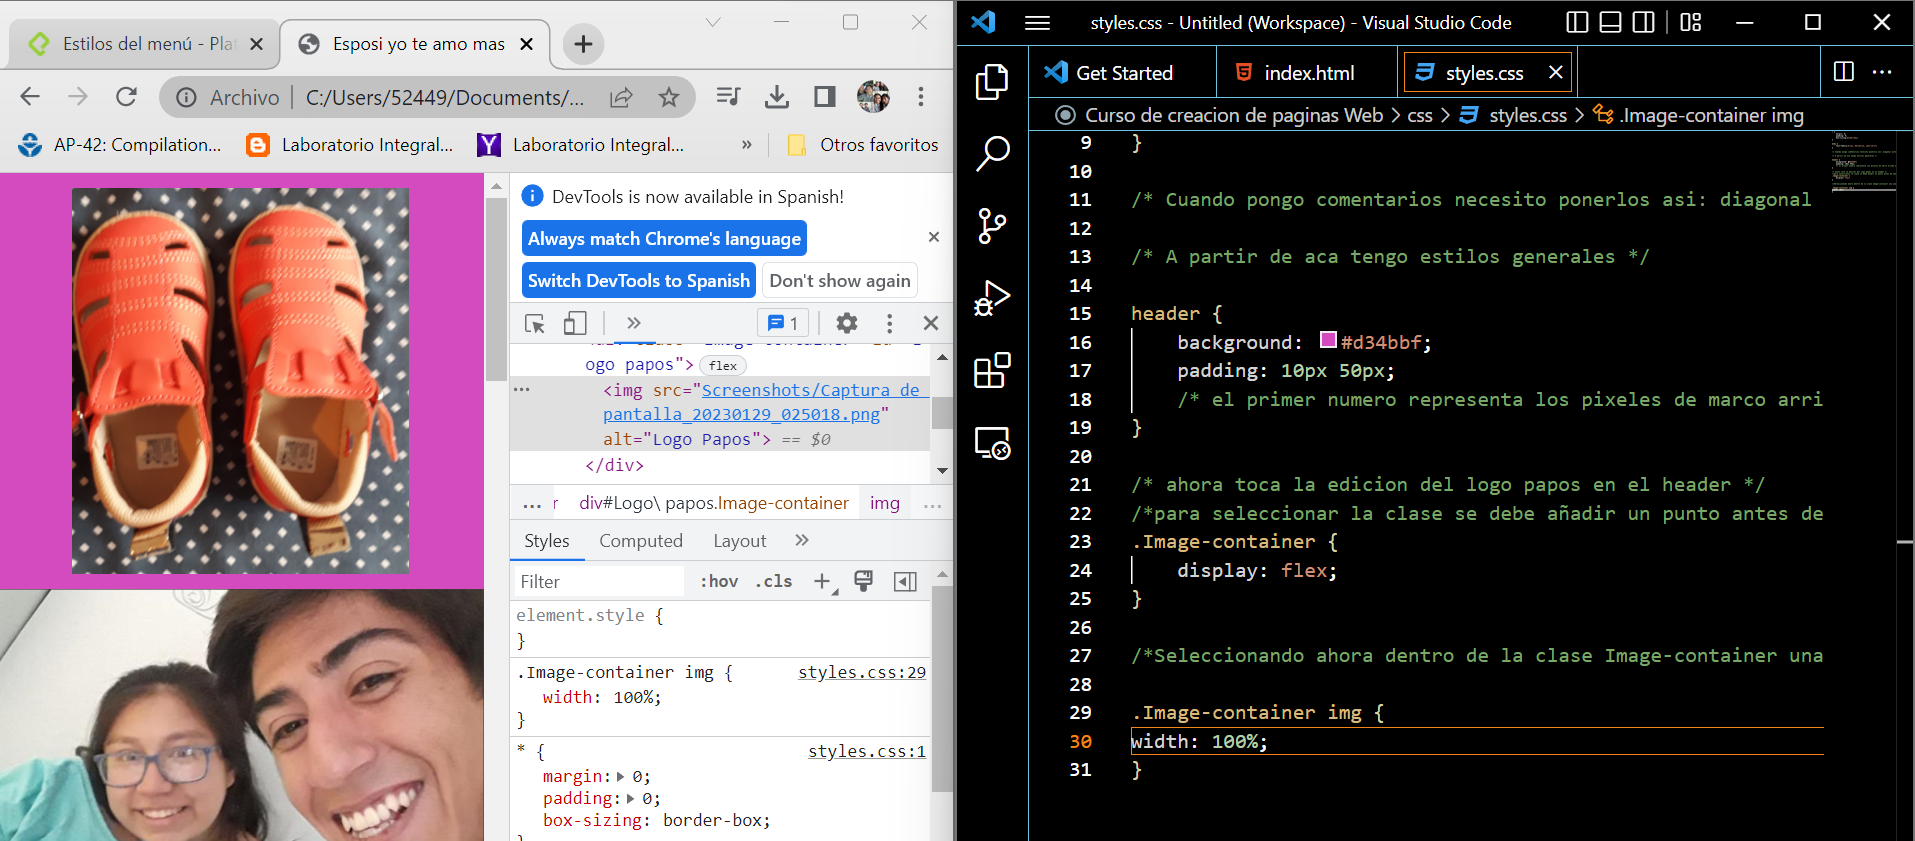 Estilos del menú - Plat
Esposi yo te amo mas
Archivo
C:/Users/52449/Documents/...
AP-42: Compilation...
Laboratorio Integral...
Laboratorio Integral...
»
Otros favoritos
DevTools is now available in Spanish!
Always match Chrome's language
Switch DevTools to Spanish
Don't show again
» 1
ogo papos"> flex
... <img src="Screenshots/Captura de
pantalla_20230129_025018.png"
alt="Logo Papos"> == $0
</div>
... r div#Logo\ papos.Image-container img ...
Styles Computed Layout »
Filter :hov .cls +
element.style {
}
.Image-container img { styles.css:29
width: 100%;
}
* { styles.css:1
margin: 0;
padding: 0;
box-sizing: border-box;
styles.css - Untitled (Workspace) - Visual Studio Code
Get Started
index.html
styles.css
Curso de creacion de paginas Web > css > styles.css > .Image-container img
9 }
10
11 /* Cuando pongo comentarios necesito ponerlos asi: diagonal
12
13 /* A partir de aca tengo estilos generales */
14
15 header {
16 background: #d34bbf;
17 padding: 10px 50px;
18 /* el primer numero representa los pixeles de marco arri
19 }
20
21 /* ahora toca la edicion del logo papos en el header */
22 /*para seleccionar la clase se debe añadir un punto antes de
23 .Image-container {
24 display: flex;
25 }
26
27 /*Seleccionando ahora dentro de la clase Image-container una
28
29 .Image-container img {
30 width: 100%;
31 }